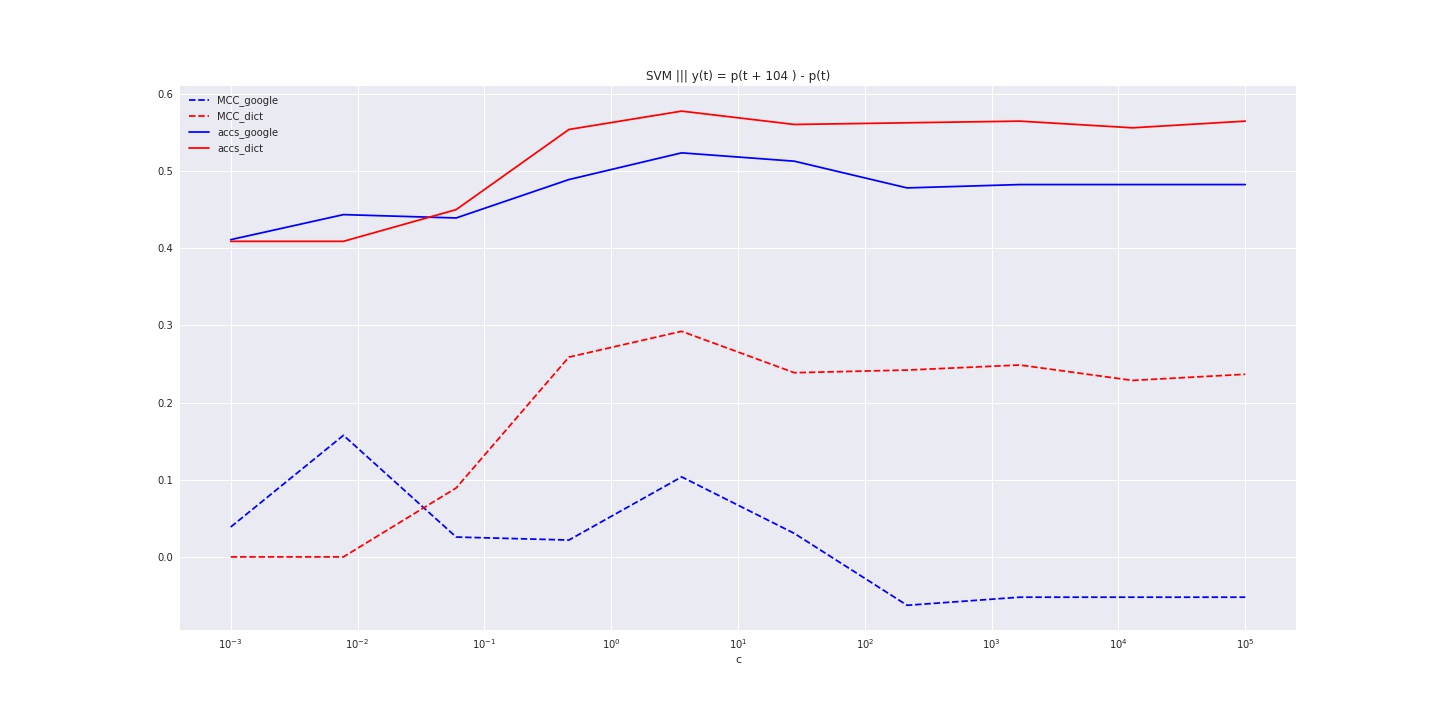 SVM ||| y(t) = p(t + 104 ) - p(t)
MCC_google
MCC_dict
accs_google
accs_dict
0.6
0.5
0.4
0.3
0.2
0.1
0.0
10⁻³ 10⁻² 10⁻¹ 10⁰ 10¹ 10² 10³ 10⁴ 10⁵
c